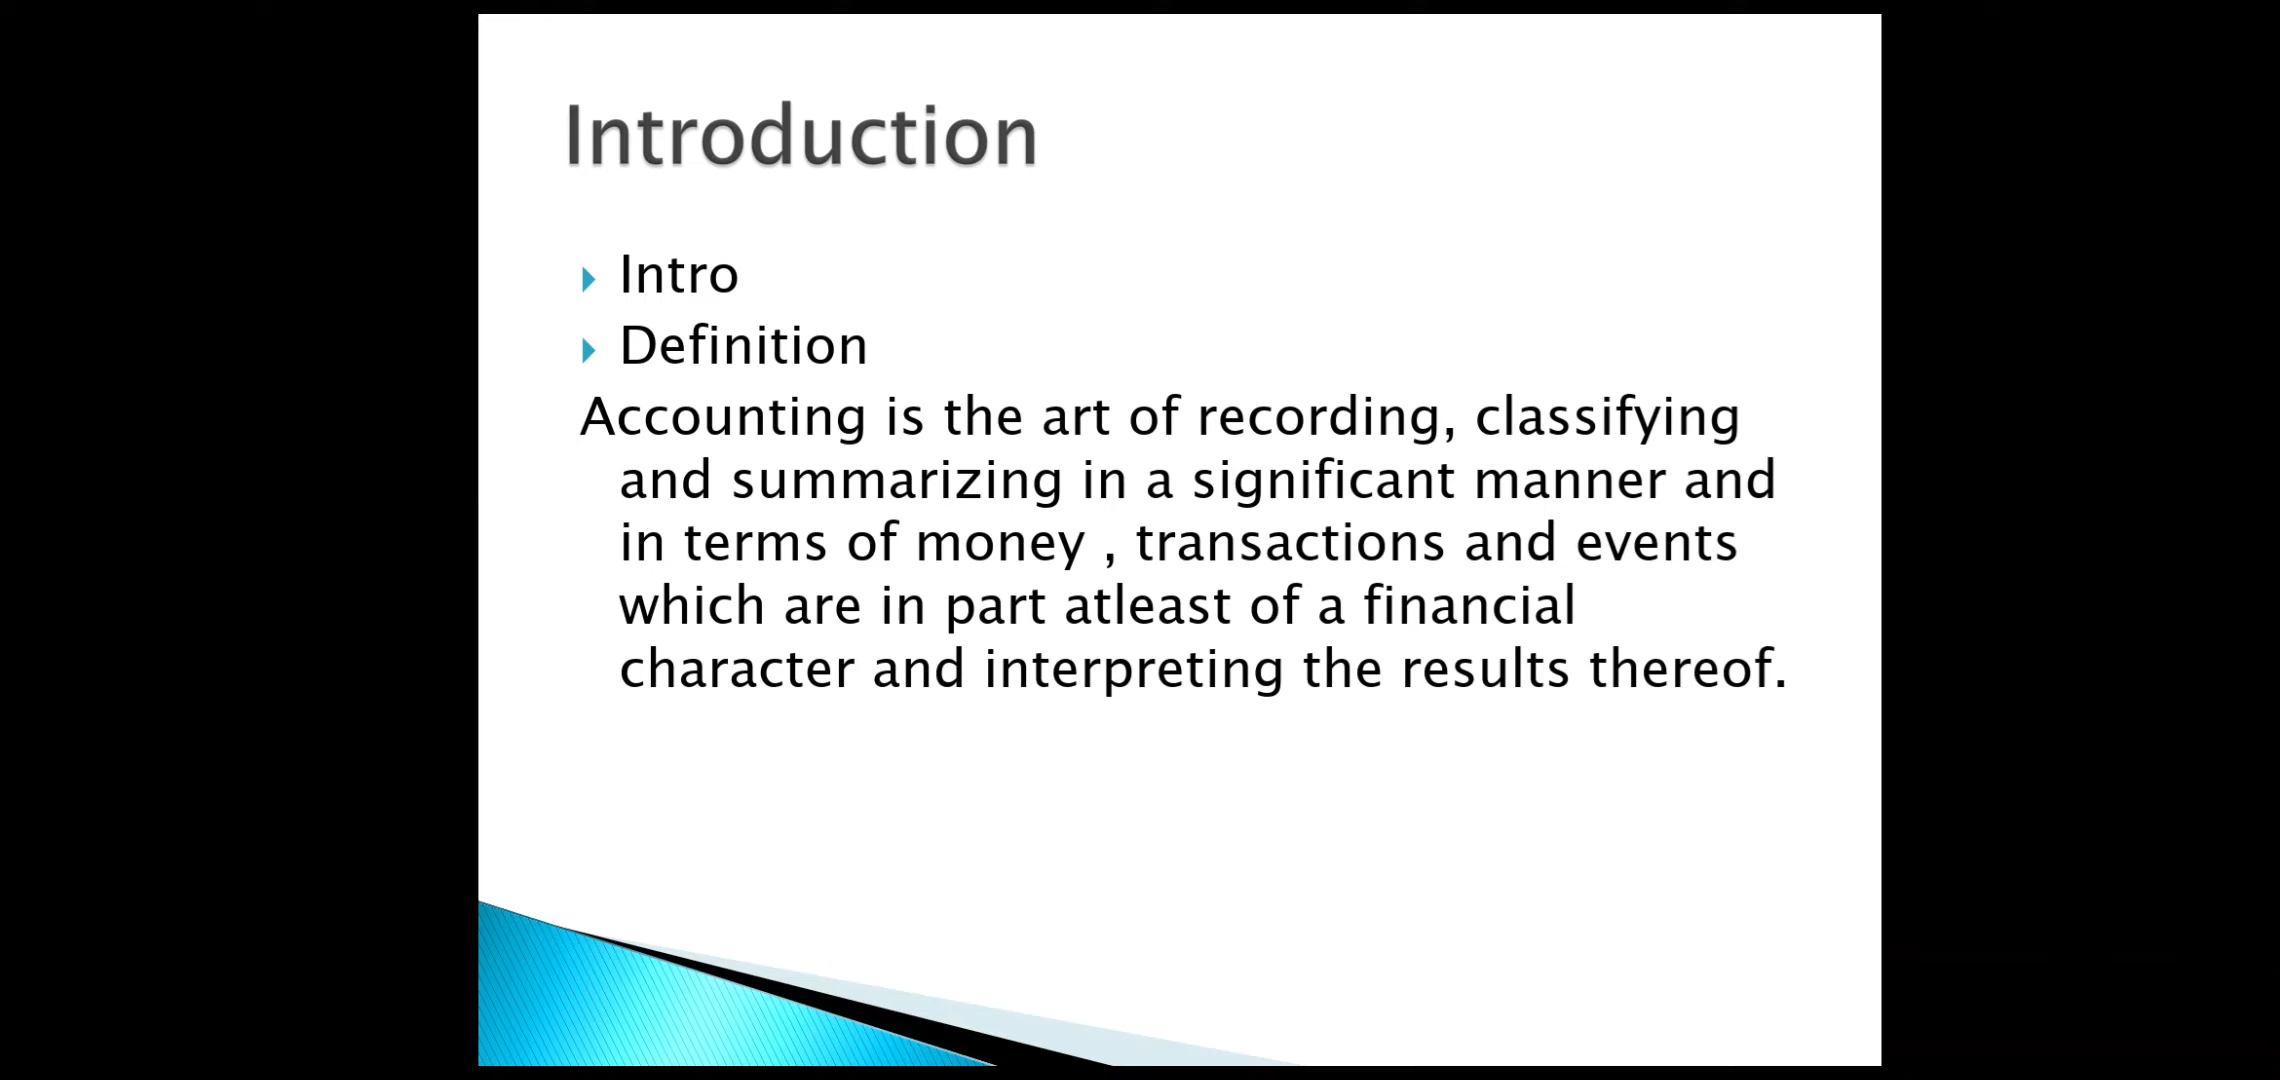 Introduction
Intro
Definition
Accounting is the art of recording, classifying
and summarizing in a significant manner and
in terms of money , transactions and events
which are in part atleast of a financial
character and interpreting the results thereof.